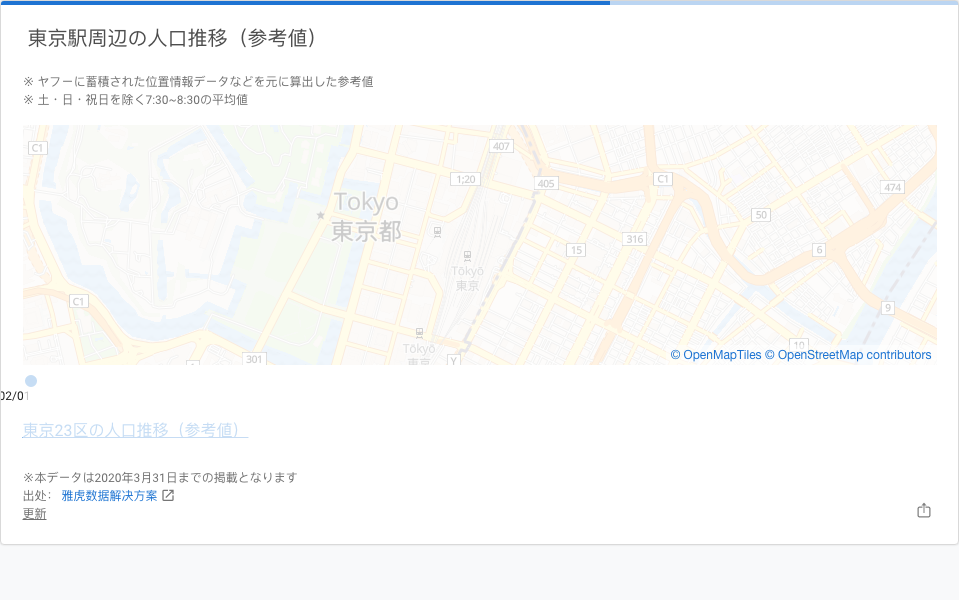 東京駅周辺の人口推移（参考値）
※ ヤフーに蓄積された位置情報データなどを元に算出した参考値
※ 土・日・祝日を除く7:30~8:30の平均値
C1
407
1;20
405
C1
474
Tokyo
東京都
50
316
15
6
Tōkyō
東京
C1
9
10
301
Tōkyō
東京
Y
© OpenMapTiles © OpenStreetMap contributors
02/01
東京23区の人口推移（参考値）
※本データは2020年3月31日までの掲載となります
出处： 雅虎数据解决方案
更新